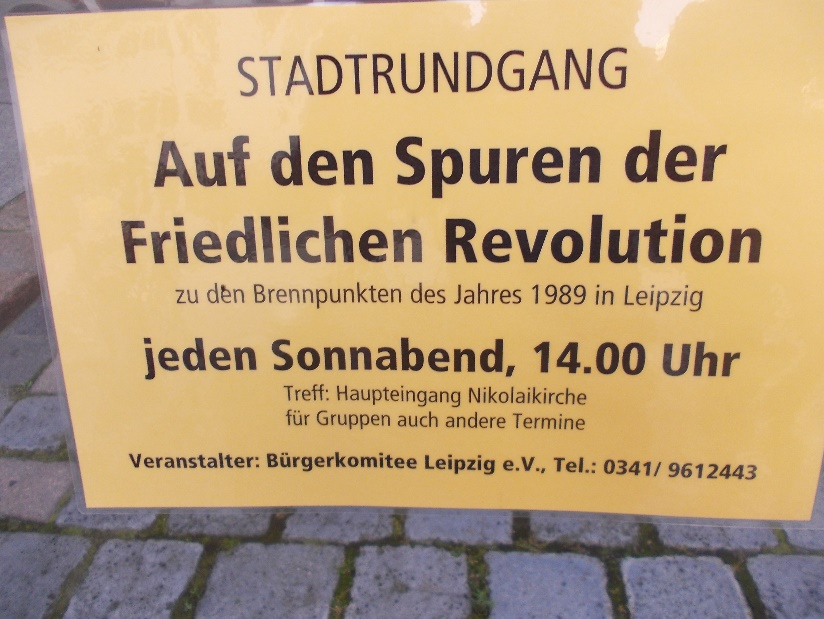 STADTRUNDGANG
Auf den Spuren der
Friedlichen Revolution
zu den Brennpunkten des Jahres 1989 in Leipzig
jeden Sonnabend, 14.00 Uhr
Treff: Haupteingang Nikolaikirche
für Gruppen auch andere Termine
Veranstalter: Bürgerkomitee Leipzig e.V., Tel.: 0341/ 9612443